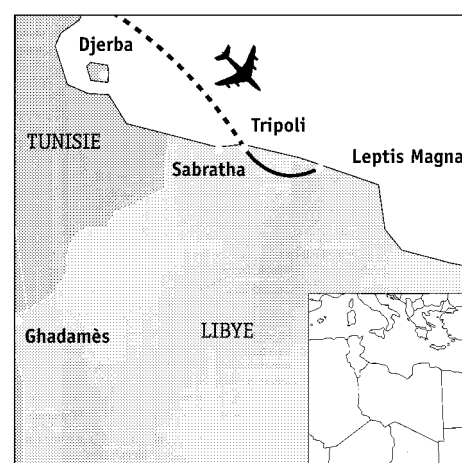 Djerba
TUNISIE
Tripoli
Sabratha
Leptis Magna
Ghadamès
LIBYE